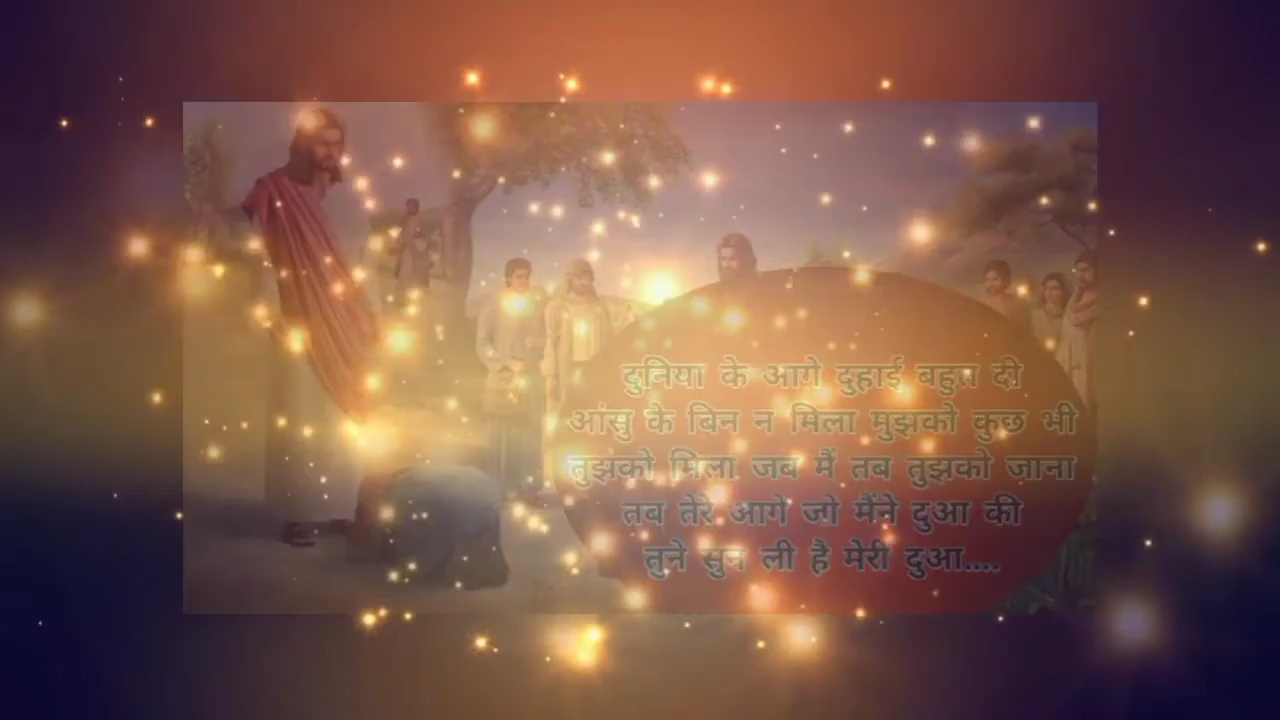 दुनिया के आगे दुहाई बहुत दी
आंसु के बिन न मिला मुझको कुछ भी
तुझको मिला जब मैं तब तुझको जाना
तब तेरे आगे जो मैंने दुआ की
तुने सुन ली है मेरी दुआ....